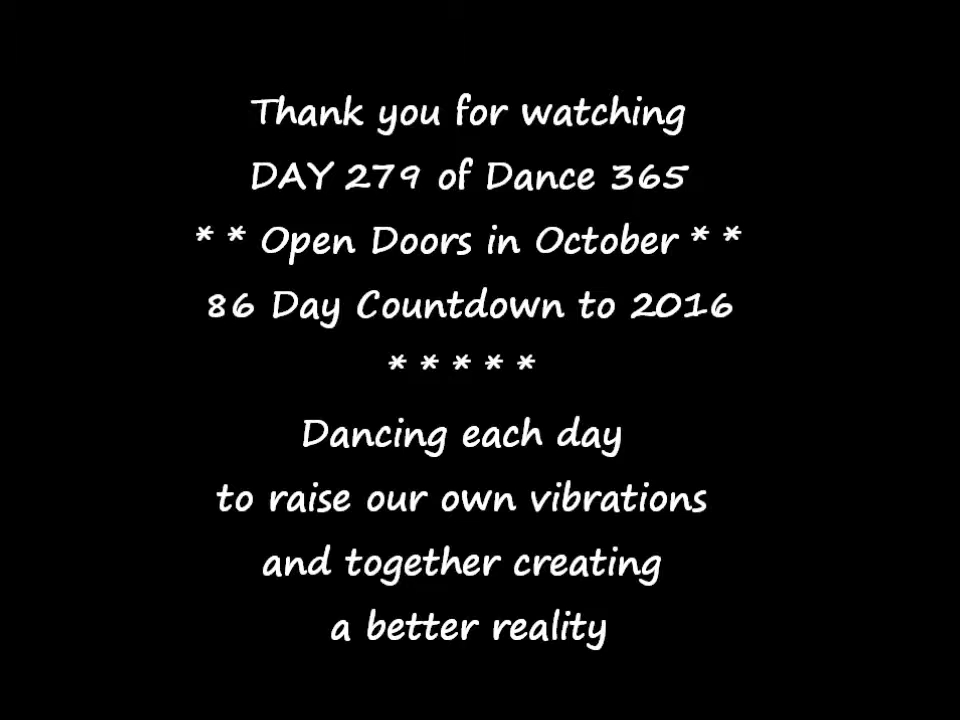 Thank you for watching
DAY 279 of Dance 365
* * Open Doors in October * *
86 Day Countdown to 2016
* * * * *
Dancing each day
to raise our own vibrations
and together creating
a better reality